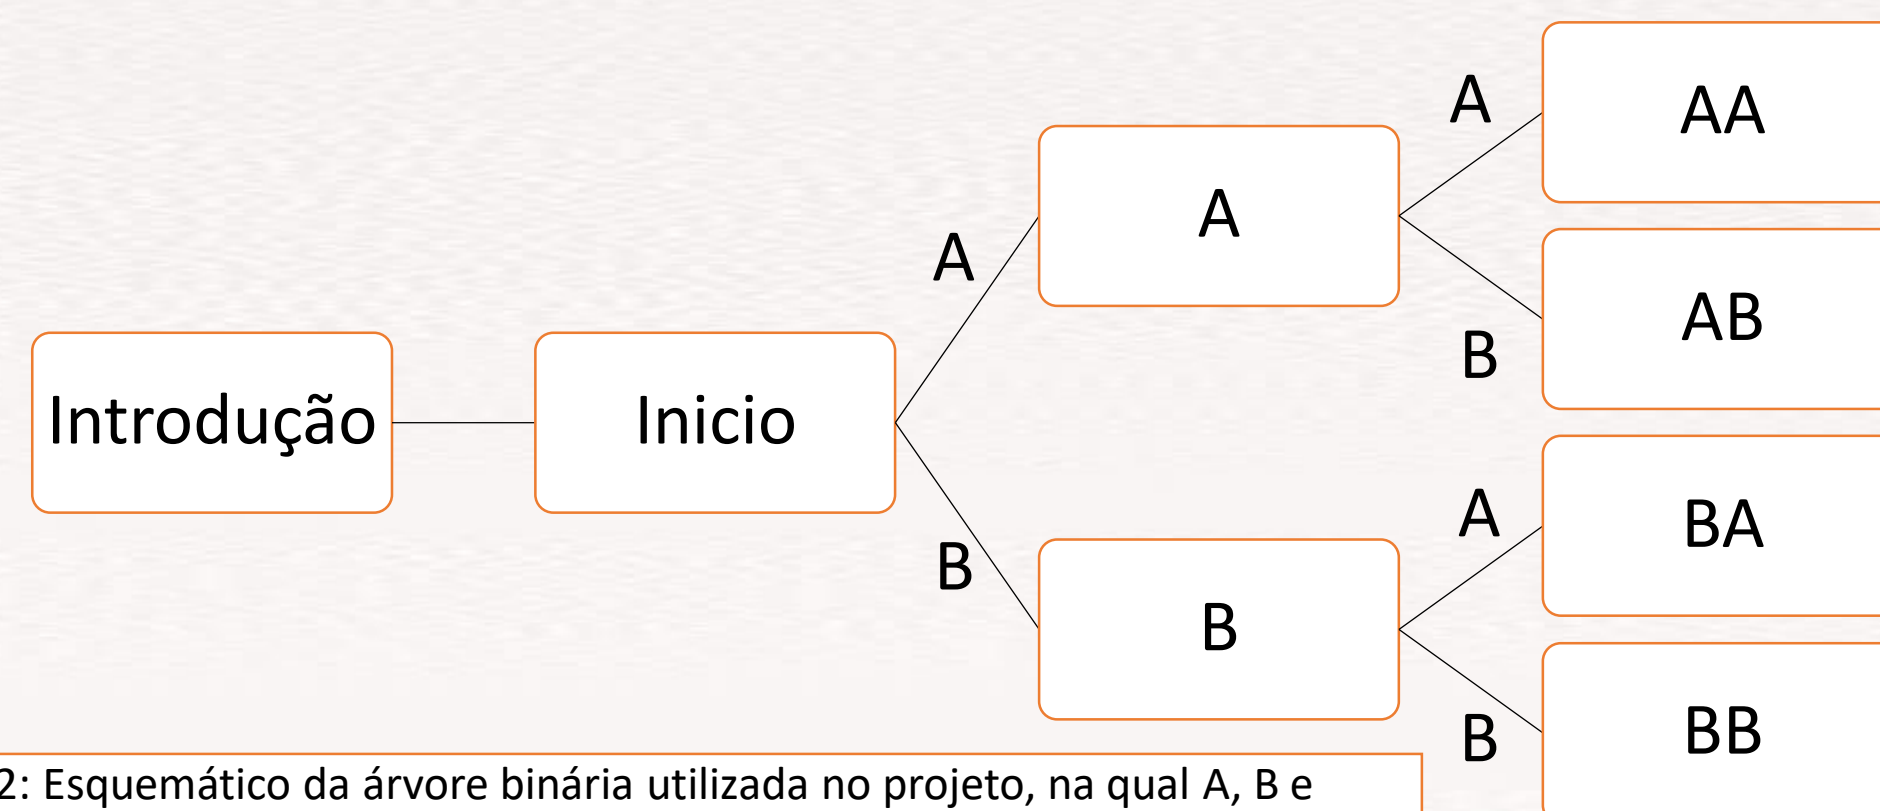 A
AA
A
A
B
AB
Introdução
Inicio
B
B
A
BA
B
BB
2: Esquemático da árvore binária utilizada no projeto, na qual A, B e